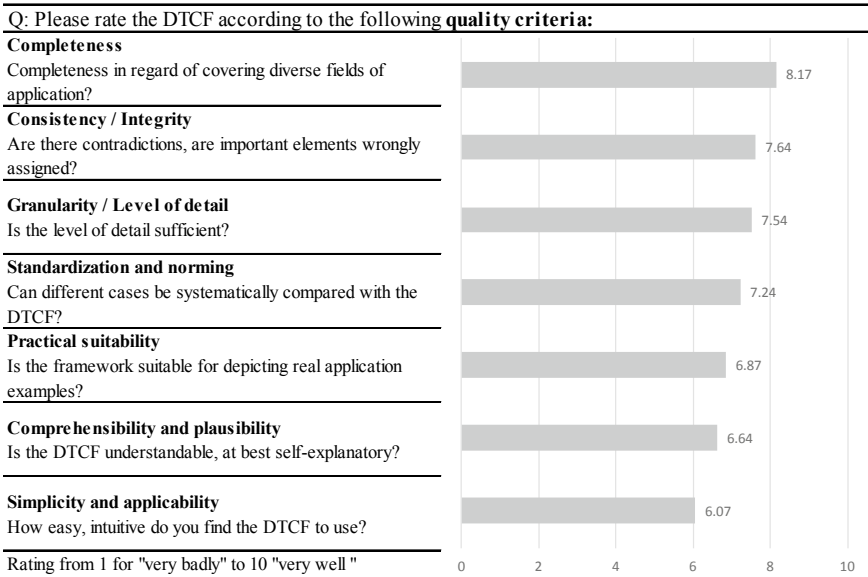 Q: Please rate the DTCF according to the following quality criteria:
Completeness
Completeness in regard of covering diverse fields of
application?
8.17
Consistency / Integrity
Are there contradictions, are important elements wrongly
assigned?
7.64
Granularity / Level of detail
Is the level of detail sufficient?
7.54
Standardization and norming
Can different cases be systematically compared with the
DTCF?
7.24
Practical suitability
Is the framework suitable for depicting real application
examples?
6.87
Comprehensibility and plausibility
Is the DTCF understandable, at best self-explanatory?
6.64
Simplicity and applicability
How easy, intuitive do you find the DTCF to use?
6.07
Rating from 1 for "very badly" to 10 "very well "
0 2 4 6 8 10